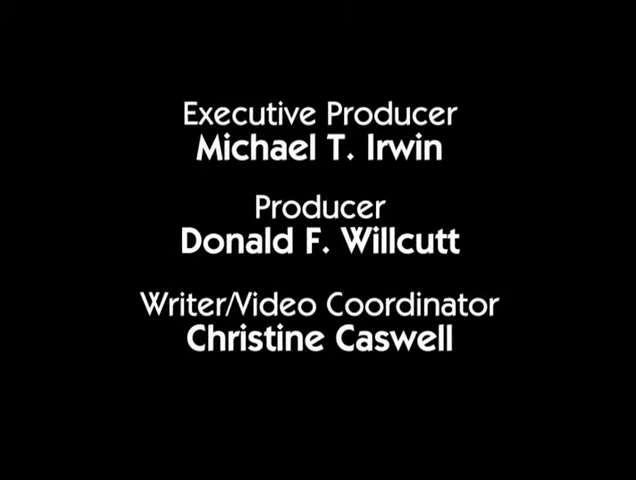 Executive Producer
Michael T. Irwin
Producer
Donald F. Willcutt
Writer/Video Coordinator
Christine Caswell